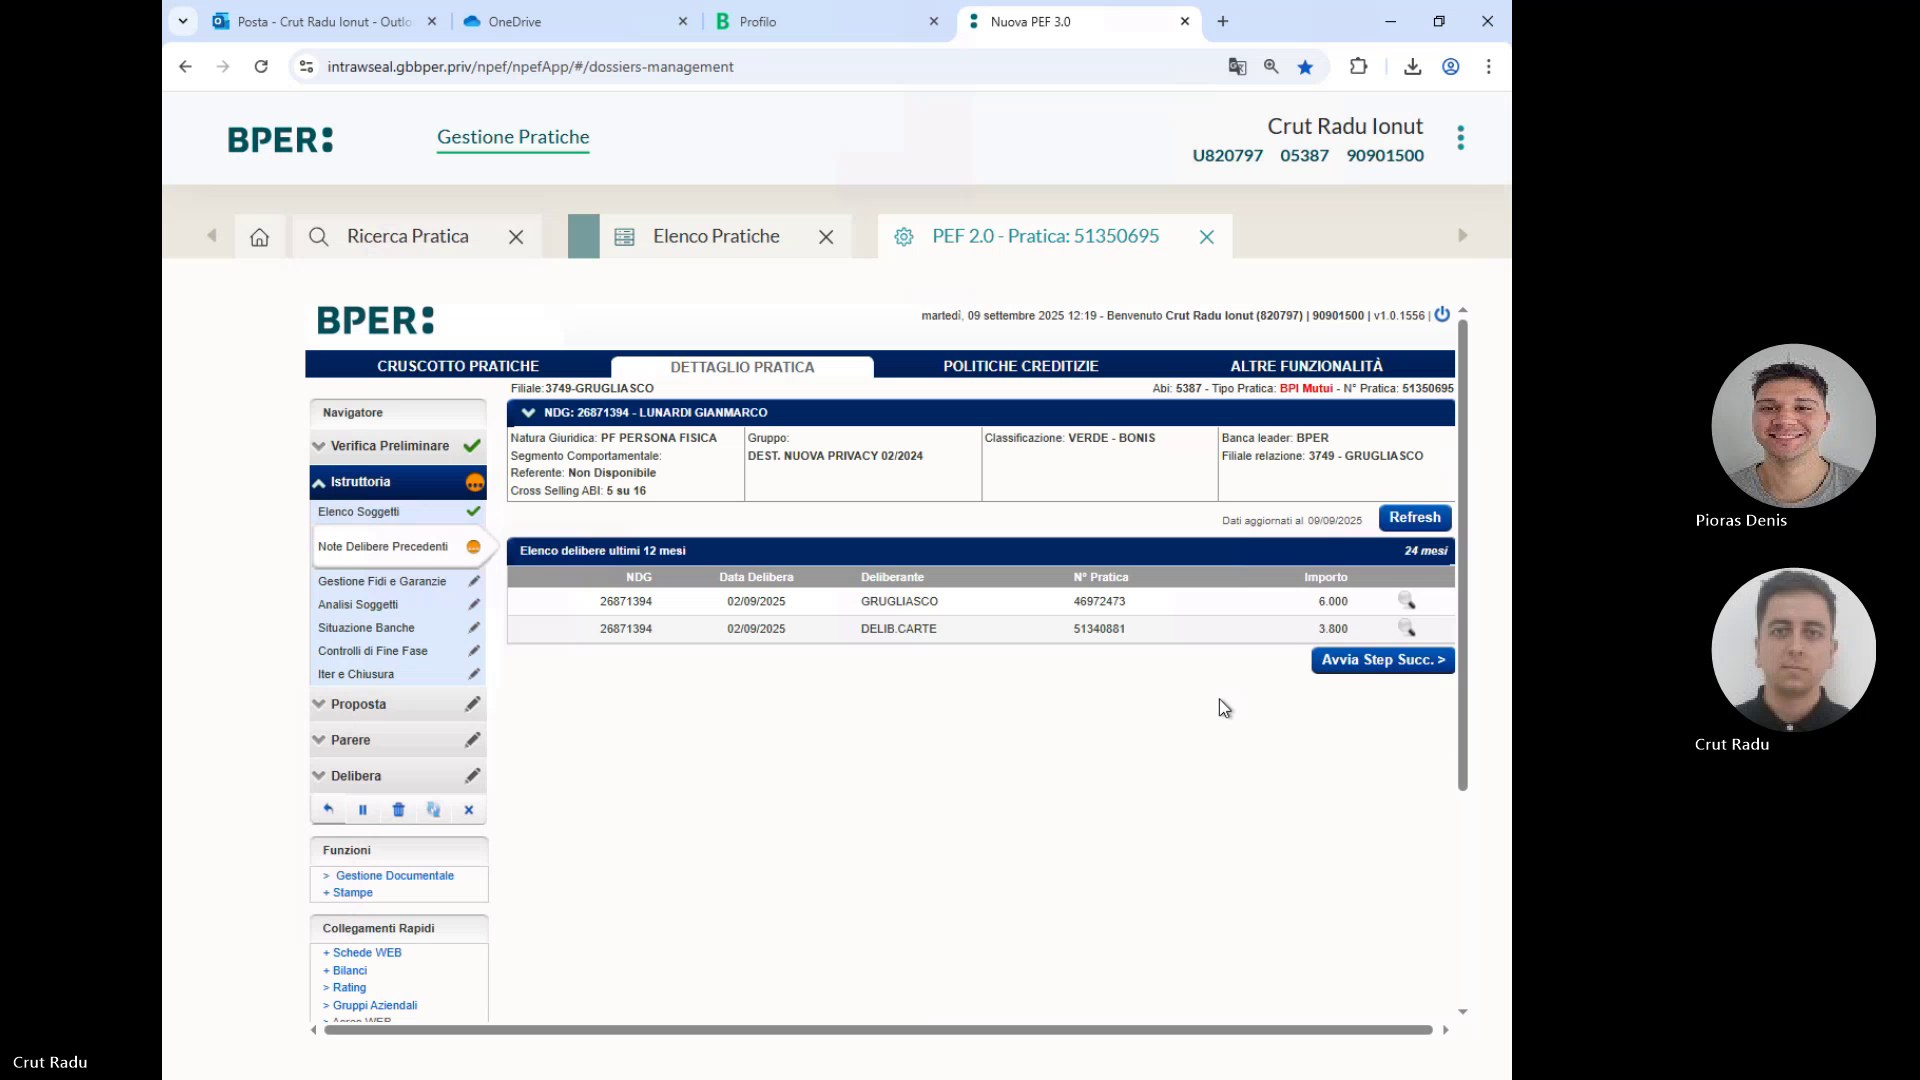 Posta - Crut Radu Ionut - Outlo
OneDrive
Profilo
Nuova PEF 3.0
intrawseal.gbbper.priv/npef/npefApp/#/dossiers-management
BPER:
Gestione Pratiche
Crut Radu Ionut
U820797 05387 90901500
Ricerca Pratica
Elenco Pratiche
PEF 2.0 - Pratica: 51350695
BPER:
martedì, 09 settembre 2025 12:19 - Benvenuto Crut Radu Ionut (820797) | 90901500 | v1.0.1556 |
CRUSCOTTO PRATICHE
DETTAGLIO PRATICA
POLITICHE CREDITIZIE
ALTRE FUNZIONALITÀ
Filiale:3749-GRUGLIASCO
Abi: 5387 - Tipo Pratica: BPI Mutui - N° Pratica: 51350695
Navigatore
Verifica Preliminare
Istruttoria
Elenco Soggetti
Note Delibere Precedenti
Gestione Fidi e Garanzie
Analisi Soggetti
Situazione Banche
Controlli di Fine Fase
Iter e Chiusura
Proposta
Parere
Delibera
Funzioni
> Gestione Documentale
+ Stampe
Collegamenti Rapidi
+ Schede WEB
+ Bilanci
> Rating
> Gruppi Aziendali
NDG: 26871394 - LUNARDI GIANMARCO
Natura Giuridica: PF PERSONA FISICA
Segmento Comportamentale:
Referente: Non Disponibile
Cross Selling ABI: 5 su 16
Gruppo:
DEST. NUOVA PRIVACY 02/2024
Classificazione: VERDE - BONIS
Banca leader: BPER
Filiale relazione: 3749 - GRUGLIASCO
Dati aggiornati al 09/09/2025
Refresh
Elenco delibere ultimi 12 mesi
24 mesi
NDG Data Delibera Deliberante N° Pratica Importo
26871394 02/09/2025 GRUGLIASCO 46972473 6.000
26871394 02/09/2025 DELIB.CARTE 51340881 3.800
Avvia Step Succ. >
Pioras Denis
Crut Radu
Crut Radu